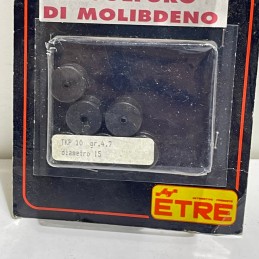 DI MOLIBDENO
TKP 10 gr.4,7
diametro 15
ETRE